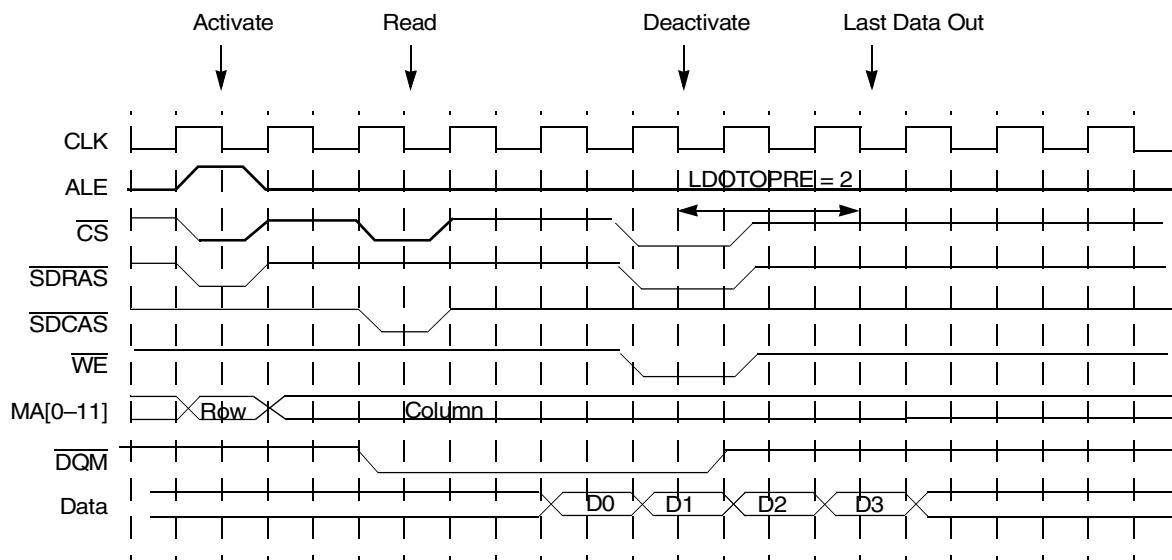 Activate Read Deactivate Last Data Out
CLK
ALE
LDOTOPRE = 2
CS
SDRAS
SDCAS
WE
MA[0–11] Row Column
DQM
Data D0 D1 D2 D3